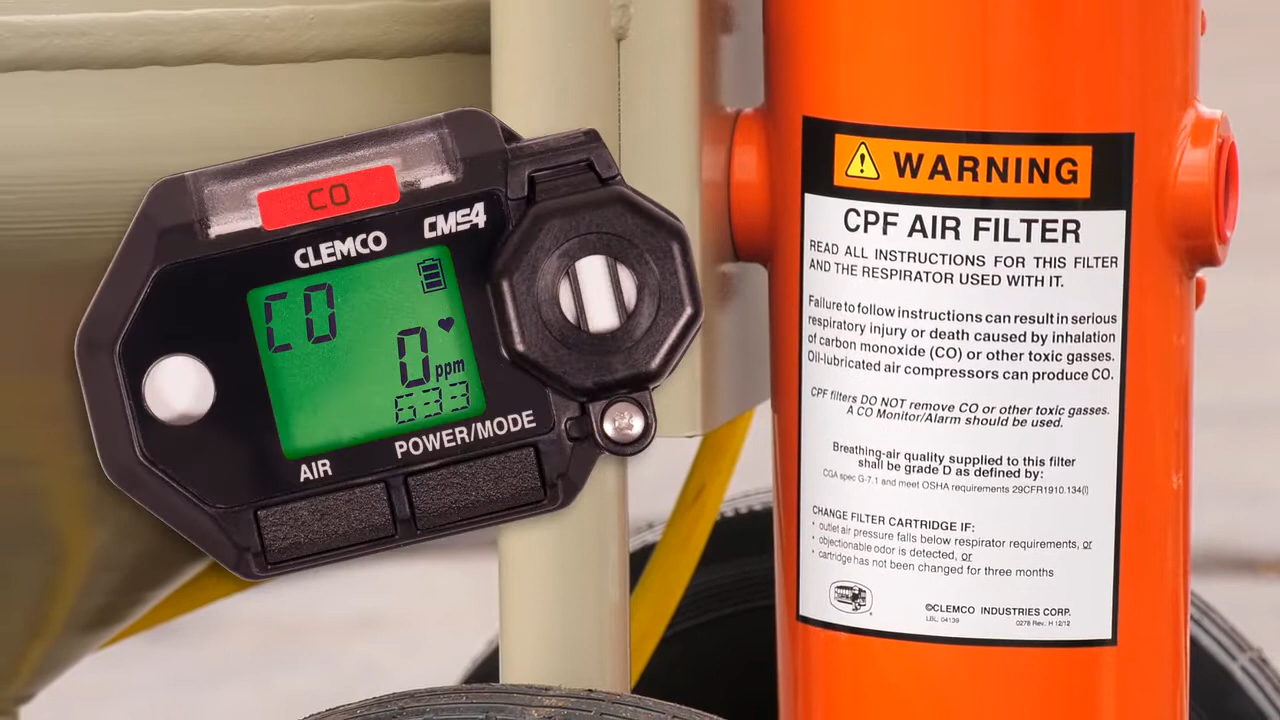 CO
CLEMCO CMS4
CO
0 ppm
633
AIR POWER/MODE
WARNING
CPF AIR FILTER
READ ALL INSTRUCTIONS FOR THIS FILTER
AND THE RESPIRATOR USED WITH IT.
Failure to follow instructions can result in serious
respiratory injury or death caused by inhalation
of carbon monoxide (CO) or other toxic gasses.
Oil-lubricated air compressors can produce CO.
CPF filters DO NOT remove CO or other toxic gasses.
A CO Monitor/Alarm should be used.
Breathing-air quality supplied to this filter
shall be grade D as defined by:
CGA spec G-7.1 and meet OSHA requirements 29CFR1910.134(i)
CHANGE FILTER CARTRIDGE IF:
• outlet air pressure falls below respirator requirements, or
• objectionable odor is detected, or
• cartridge has not been changed for three months
©CLEMCO INDUSTRIES CORP.
LBL. 04139 0278 Rev. H 12/12